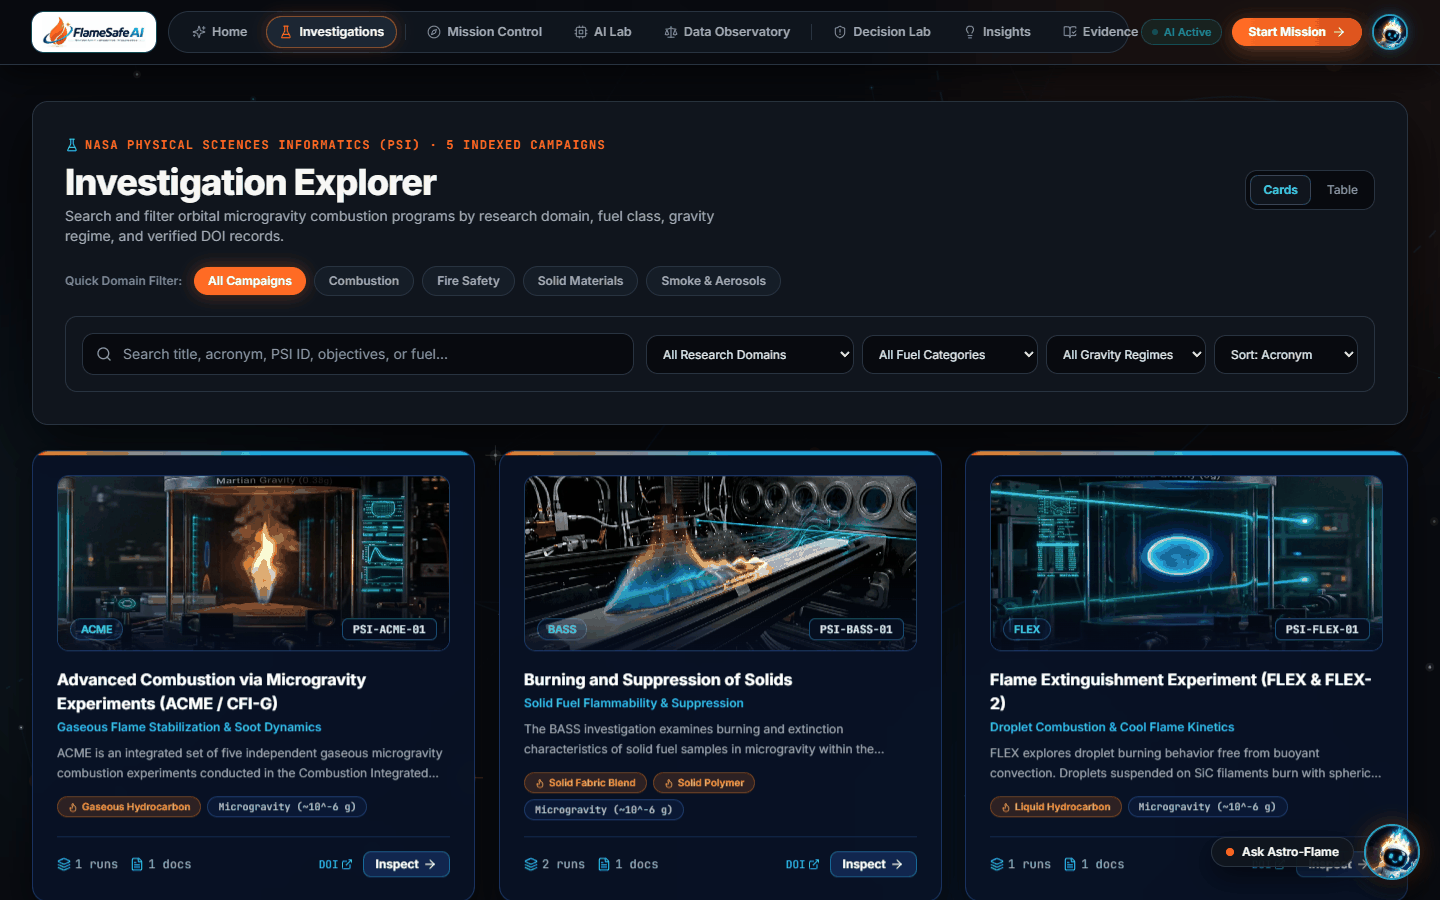 FlameSafeAI
Home
Investigations
Mission Control
AI Lab
Data Observatory
Decision Lab
Insights
Evidence
AI Active
Start Mission
NASA PHYSICAL SCIENCES INFORMATICS (PSI) · 5 INDEXED CAMPAIGNS
Investigation Explorer
Search and filter orbital microgravity combustion programs by research domain, fuel class, gravity
regime, and verified DOI records.
Cards
Table
Quick Domain Filter:
All Campaigns
Combustion
Fire Safety
Solid Materials
Smoke & Aerosols
Search title, acronym, PSI ID, objectives, or fuel...
All Research Domains
All Fuel Categories
All Gravity Regimes
Sort: Acronym
Martian Gravity (0.38g)
ACME
PSI-ACME-01
Advanced Combustion via Microgravity
Experiments (ACME / CFI-G)
Gaseous Flame Stabilization & Soot Dynamics
ACME is an integrated set of five independent gaseous microgravity
combustion experiments conducted in the Combustion Integrated...
Gaseous Hydrocarbon
Microgravity (~10^-6 g)
1 runs
1 docs
DOI
Inspect
BASS
PSI-BASS-01
Burning and Suppression of Solids
Solid Fuel Flammability & Suppression
The BASS investigation examines burning and extinction
characteristics of solid fuel samples in microgravity within the...
Solid Fabric Blend
Solid Polymer
Microgravity (~10^-6 g)
2 runs
1 docs
DOI
Inspect
FLEX
PSI-FLEX-01
Flame Extinguishment Experiment (FLEX & FLEX-
2)
Droplet Combustion & Cool Flame Kinetics
FLEX explores droplet burning behavior free from buoyant
convection. Droplets suspended on SiC filaments burn with spheric...
Liquid Hydrocarbon
Microgravity (~10^-6 g)
1 runs
1 docs
Ask Astro-Flame